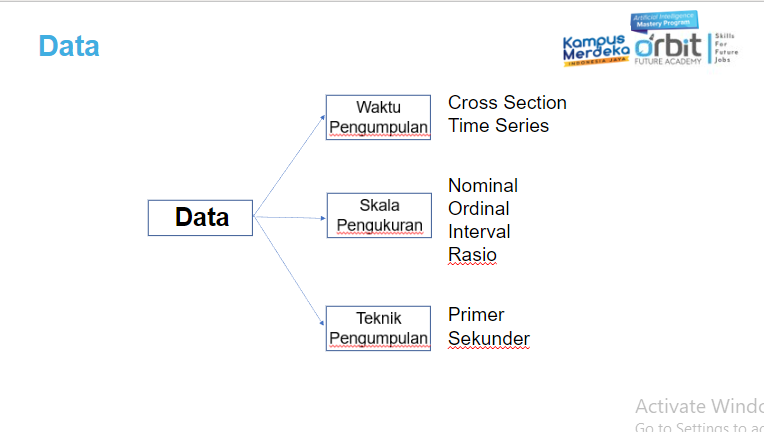 Data
Artificial Intelligence
Mastery Program
Kampus
Merdeka
INDONESIA JAYA
orbit
FUTURE ACADEMY
Skills
For
Future
Jobs
Waktu
Pengumpulan
Cross Section
Time Series
Data
Skala
Pengukuran
Nominal
Ordinal
Interval
Rasio
Teknik
Pengumpulan
Primer
Sekunder
Activate Windo
Go to Settings to ac